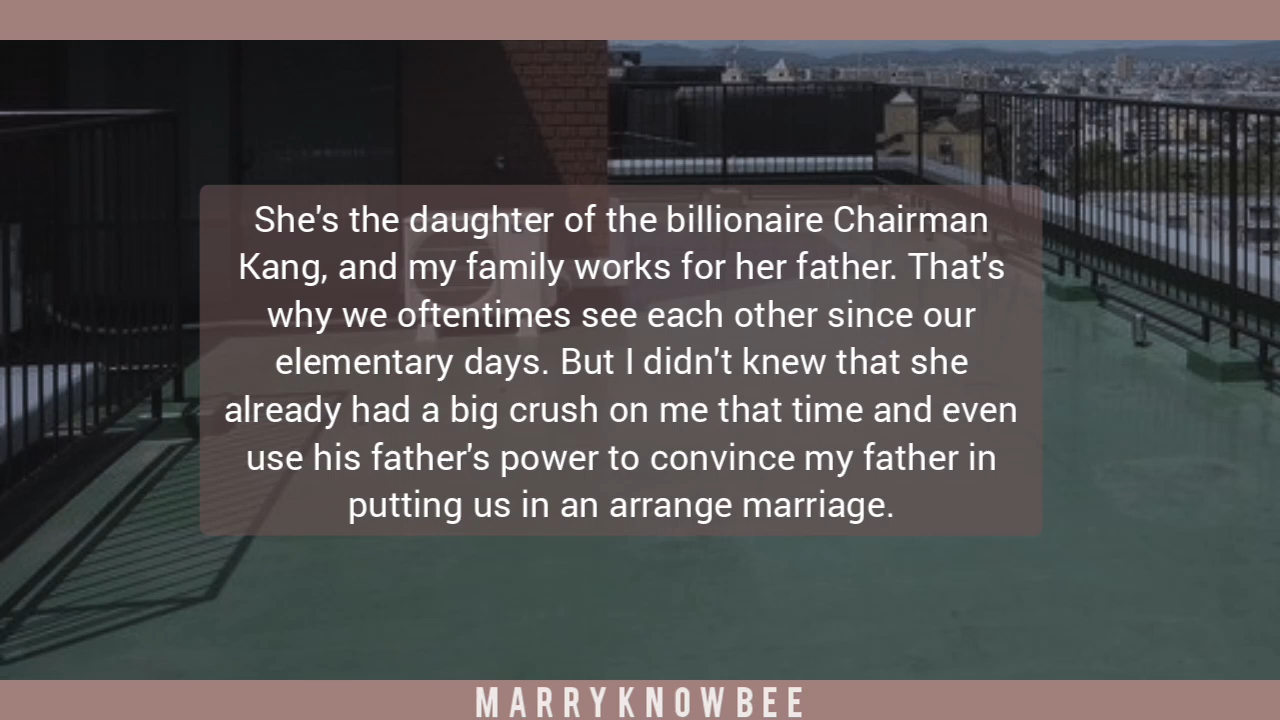 She's the daughter of the billionaire Chairman
Kang, and my family works for her father. That's
why we oftentimes see each other since our
elementary days. But I didn't knew that she
already had a big crush on me that time and even
use his father's power to convince my father in
putting us in an arrange marriage.
MARRYKNOWBEE